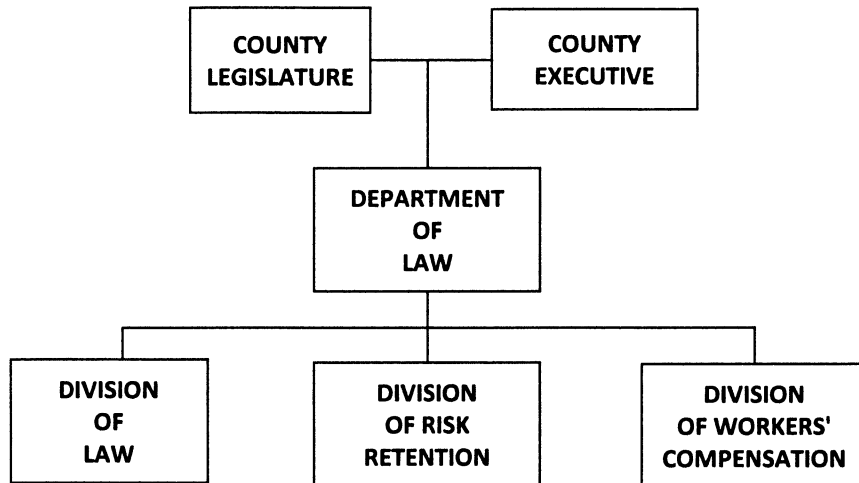 COUNTY
LEGISLATURE
COUNTY
EXECUTIVE
DEPARTMENT
OF
LAW
DIVISION
OF
LAW
DIVISION
OF RISK
RETENTION
DIVISION
OF WORKERS'
COMPENSATION